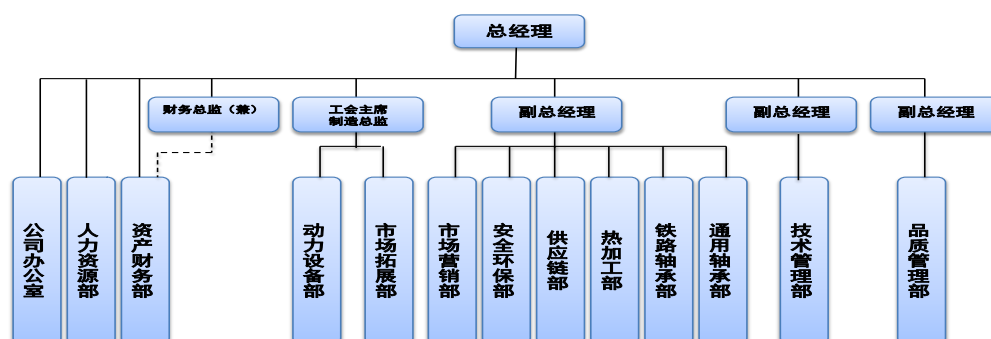 总经理
财务总监（兼）
工会主席
制造总监
副总经理
副总经理
副总经理
公司办公室
人力资源部
资产财务部
动力设备部
市场拓展部
市场营销部
安全环保部
供应链部
热加工部
铁路轴承部
通用轴承部
技术管理部
品质管理部